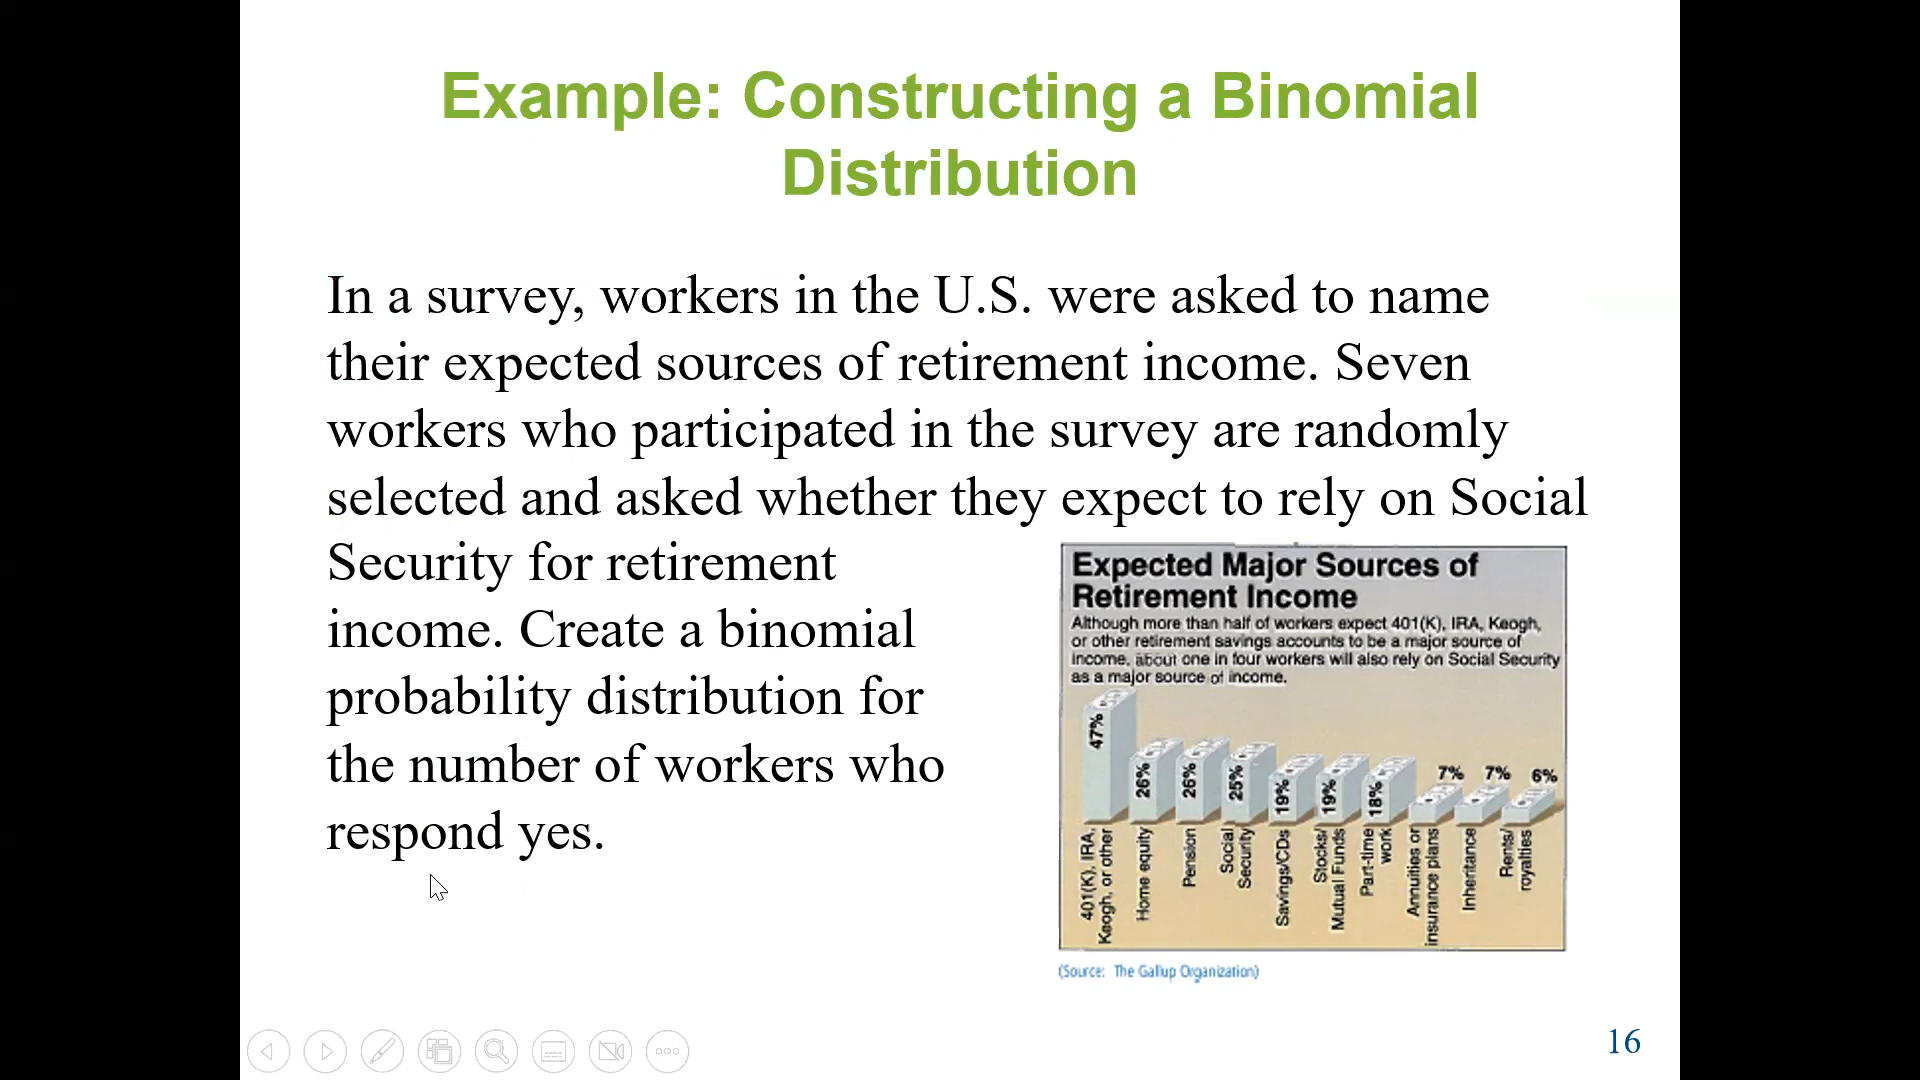 Example: Constructing a Binomial
Distribution
In a survey, workers in the U.S. were asked to name
their expected sources of retirement income. Seven
workers who participated in the survey are randomly
selected and asked whether they expect to rely on Social
Security for retirement
income. Create a binomial
probability distribution for
the number of workers who
respond yes.
Expected Major Sources of
Retirement Income
Although more than half of workers expect 401(K), IRA, Keogh,
or other retirement savings accounts to be a major source of
income, about one in four workers will also rely on Social Security
as a major source of income.
47%
26%
26%
25%
19%
19%
18%
7%
7%
6%
401(K), IRA,
Keogh, or other
Home equity
Pension
Social
Security
Savings/CDs
Stocks/
Mutual Funds
Part-time
work
Annuities or
insurance plans
Inheritance
Rents/
royalties
(Source: The Gallup Organization)
16